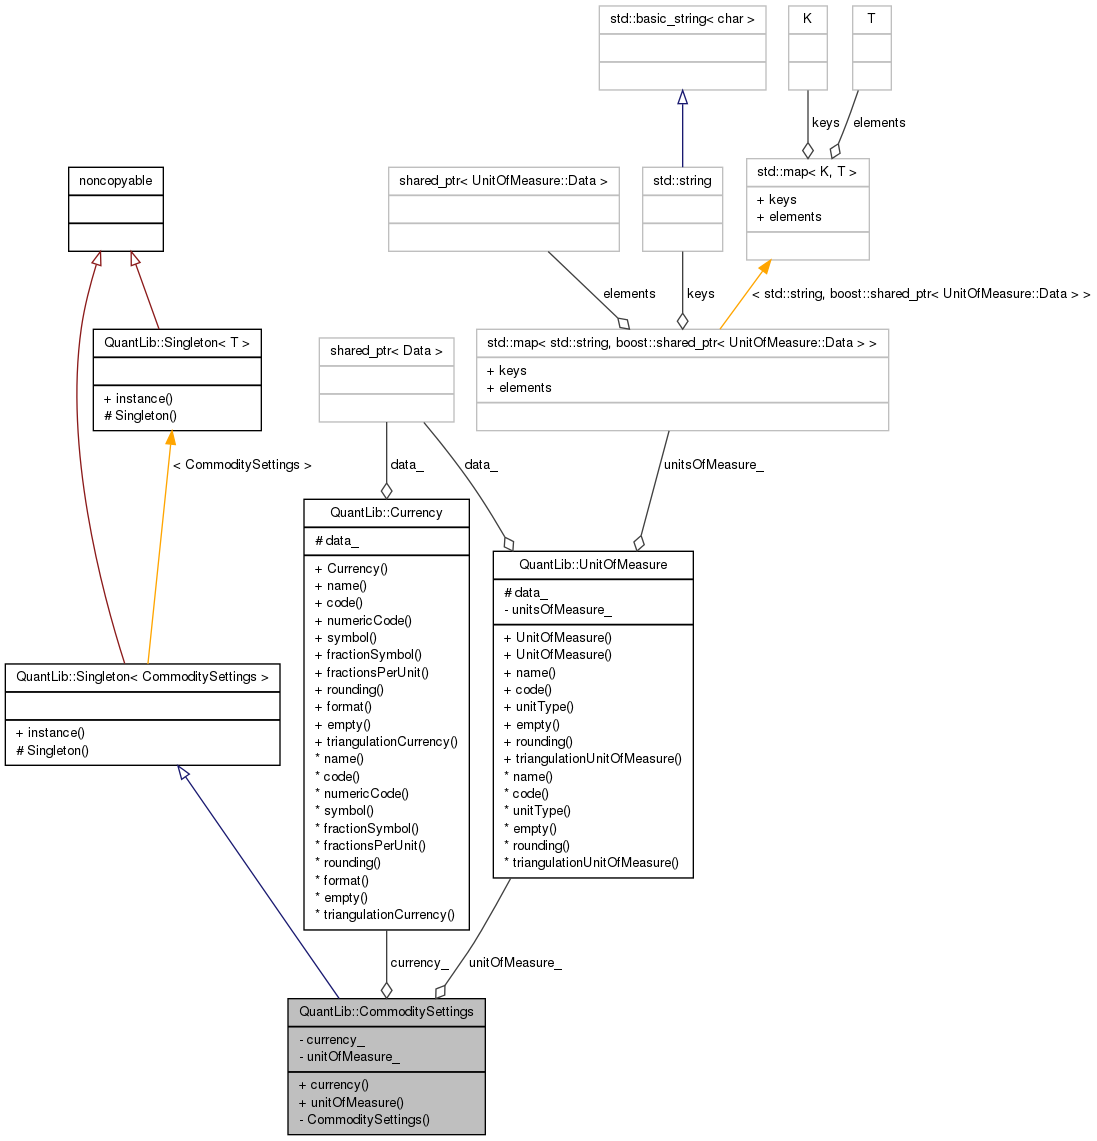 std::basic_string< char >
K
T
keys
elements
std::map< K, T >
+ keys
+ elements
noncopyable
shared_ptr< UnitOfMeasure::Data >
std::string
elements
keys
< std::string, boost::shared_ptr< UnitOfMeasure::Data > >
QuantLib::Singleton< T >
+ instance()
# Singleton()
shared_ptr< Data >
std::map< std::string, boost::shared_ptr< UnitOfMeasure::Data > >
+ keys
+ elements
< CommoditySettings >
data_
data_
unitsOfMeasure_
QuantLib::Currency
# data_
+ Currency()
+ name()
+ code()
+ numericCode()
+ symbol()
+ fractionSymbol()
+ fractionsPerUnit()
+ rounding()
+ format()
+ empty()
+ triangulationCurrency()
* name()
* code()
* numericCode()
* symbol()
* fractionSymbol()
* fractionsPerUnit()
* rounding()
* format()
* empty()
* triangulationCurrency()
QuantLib::UnitOfMeasure
# data_
- unitsOfMeasure_
+ UnitOfMeasure()
+ UnitOfMeasure()
+ name()
+ code()
+ unitType()
+ empty()
+ rounding()
+ triangulationUnitOfMeasure()
* name()
* code()
* unitType()
* empty()
* rounding()
* triangulationUnitOfMeasure()
QuantLib::Singleton< CommoditySettings >
+ instance()
# Singleton()
currency_
unitOfMeasure_
QuantLib::CommoditySettings
- currency_
- unitOfMeasure_
+ currency()
+ unitOfMeasure()
- CommoditySettings()